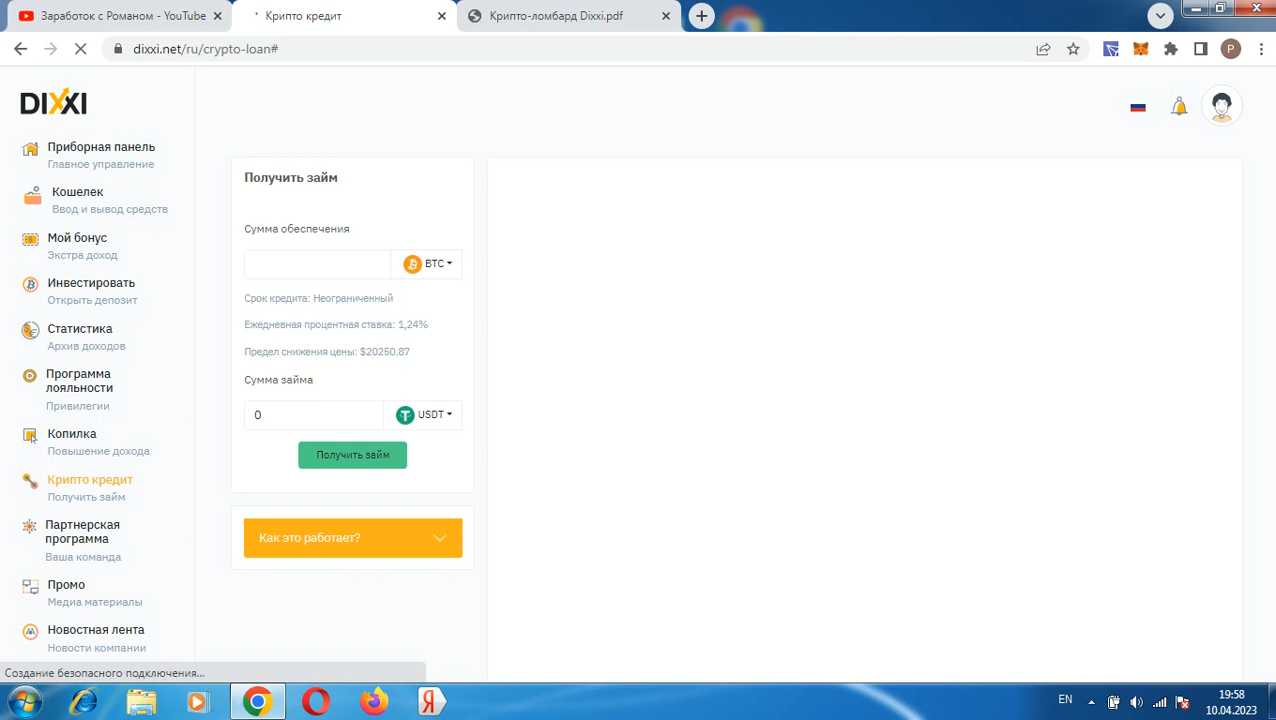 Заработок с Романом - YouTube
Крипто кредит
Крипто-ломбард Dixxi.pdf
dixxi.net/ru/crypto-loan#
P
DIXXI
Приборная панель
Главное управление
Кошелек
Ввод и вывод средств
Мой бонус
Экстра доход
Инвестировать
Открыть депозит
Статистика
Архив доходов
Программа
лояльности
Привилегии
Копилка
Повышение дохода
Крипто кредит
Получить займ
Партнерская
программа
Ваша команда
Промо
Медиа материалы
Новостная лента
Новости компании
Получить займ
Сумма обеспечения
BTC
Срок кредита: Неограниченный
Ежедневная процентная ставка: 1,24%
Предел снижения цены: $20250.87
Сумма займа
0
USDT
Получить займ
Как это работает?
Создание безопасного подключения...
EN
19:58
10.04.2023